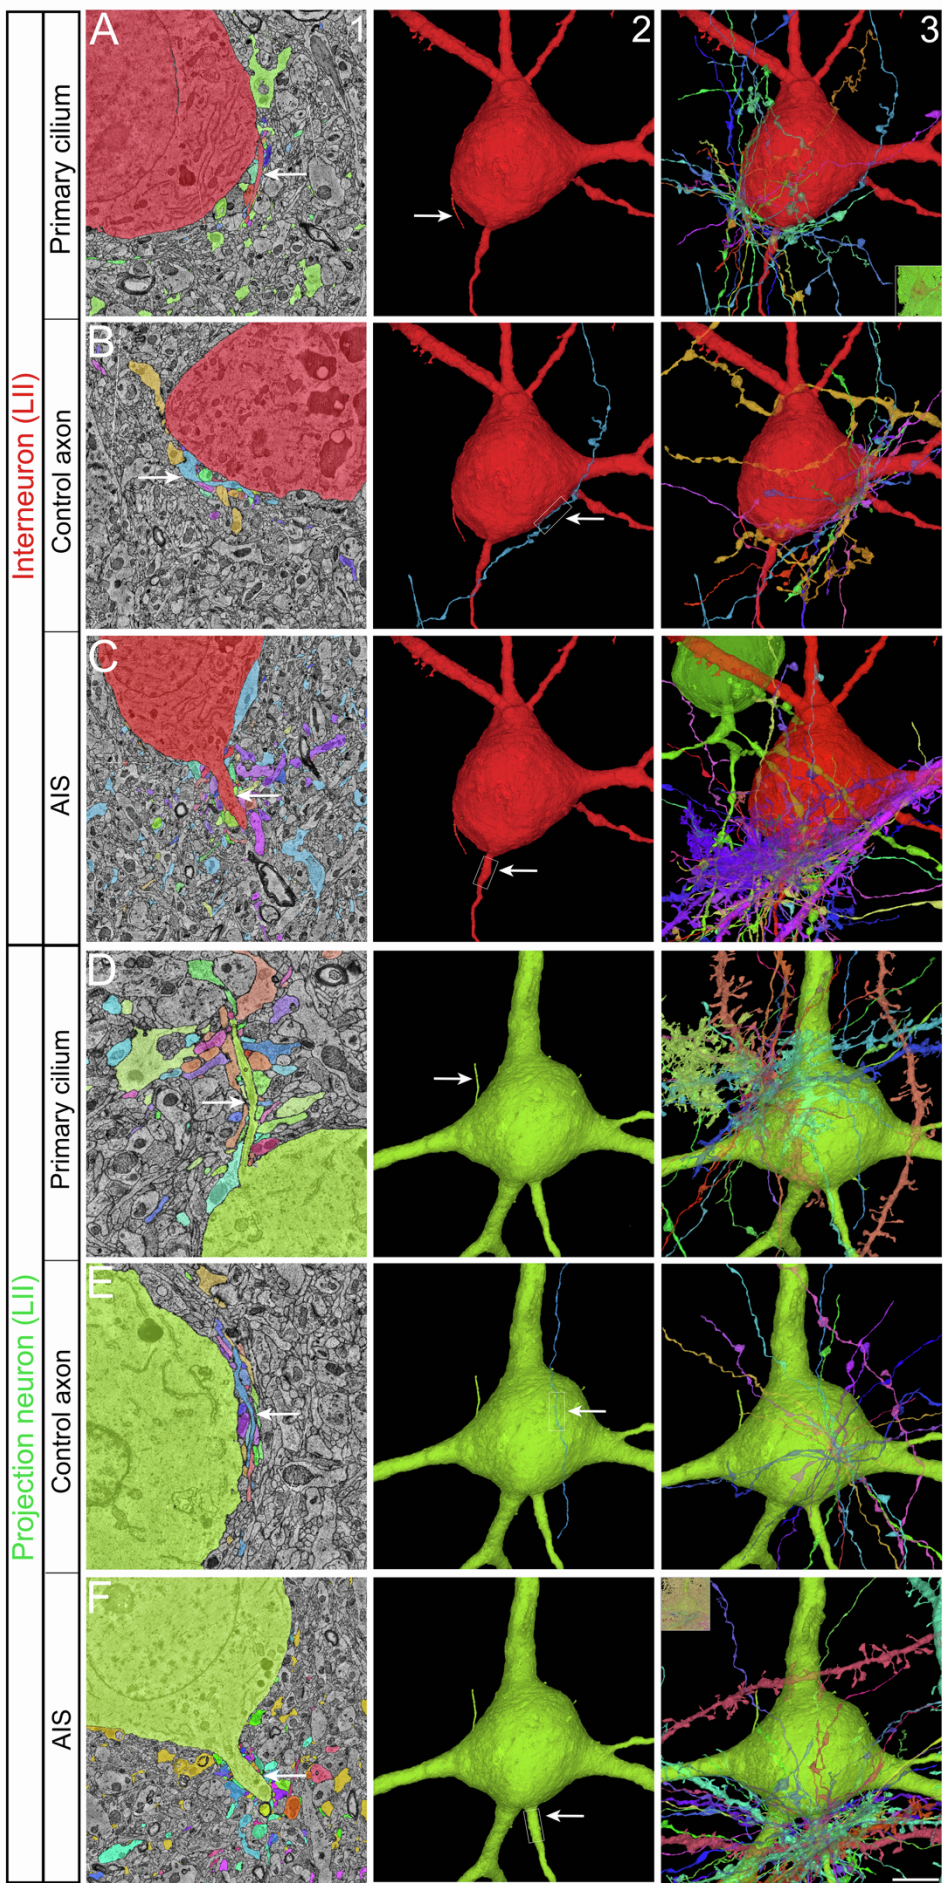 A
1
2
3
Primary cilium
B
Control axon
C
AIS
Interneuron (LII)
D
Primary cilium
E
Control axon
F
AIS
Projection neuron (LII)